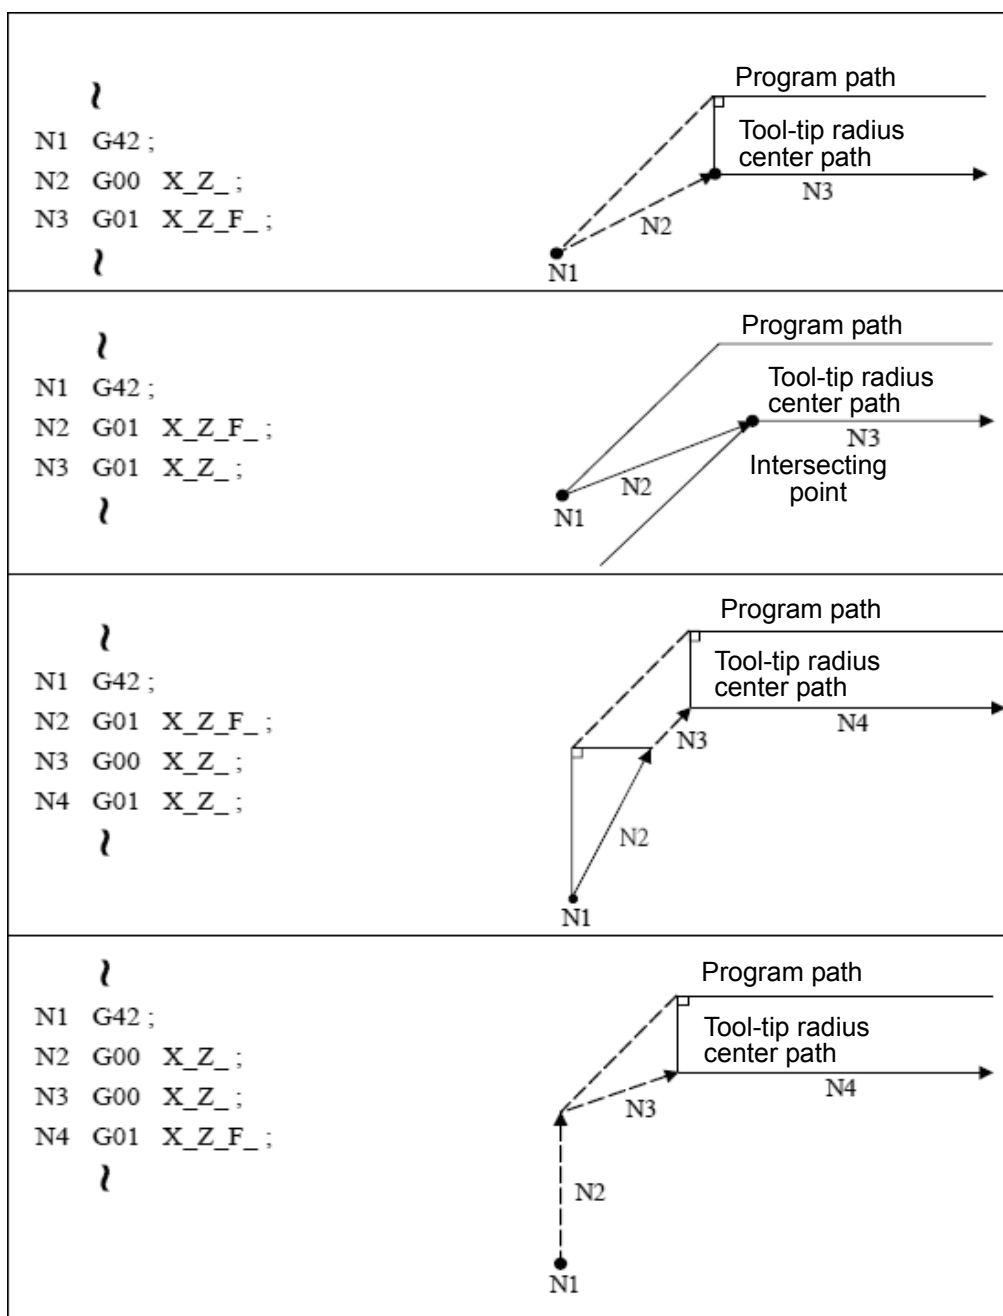 N1 G42 ;
N2 G00 X_Z_ ;
N3 G01 X_Z_F_ ;
Program path
Tool-tip radius
center path
N3
N2
N1
N1 G42 ;
N2 G01 X_Z_F_ ;
N3 G01 X_Z_ ;
Program path
Tool-tip radius
center path
N3
Intersecting
point
N2
N1
N1 G42 ;
N2 G01 X_Z_F_ ;
N3 G00 X_Z_ ;
N4 G01 X_Z_ ;
Program path
Tool-tip radius
center path
N4
N3
N2
N1
N1 G42 ;
N2 G00 X_Z_ ;
N3 G00 X_Z_ ;
N4 G01 X_Z_F_ ;
Program path
Tool-tip radius
center path
N4
N3
N2
N1